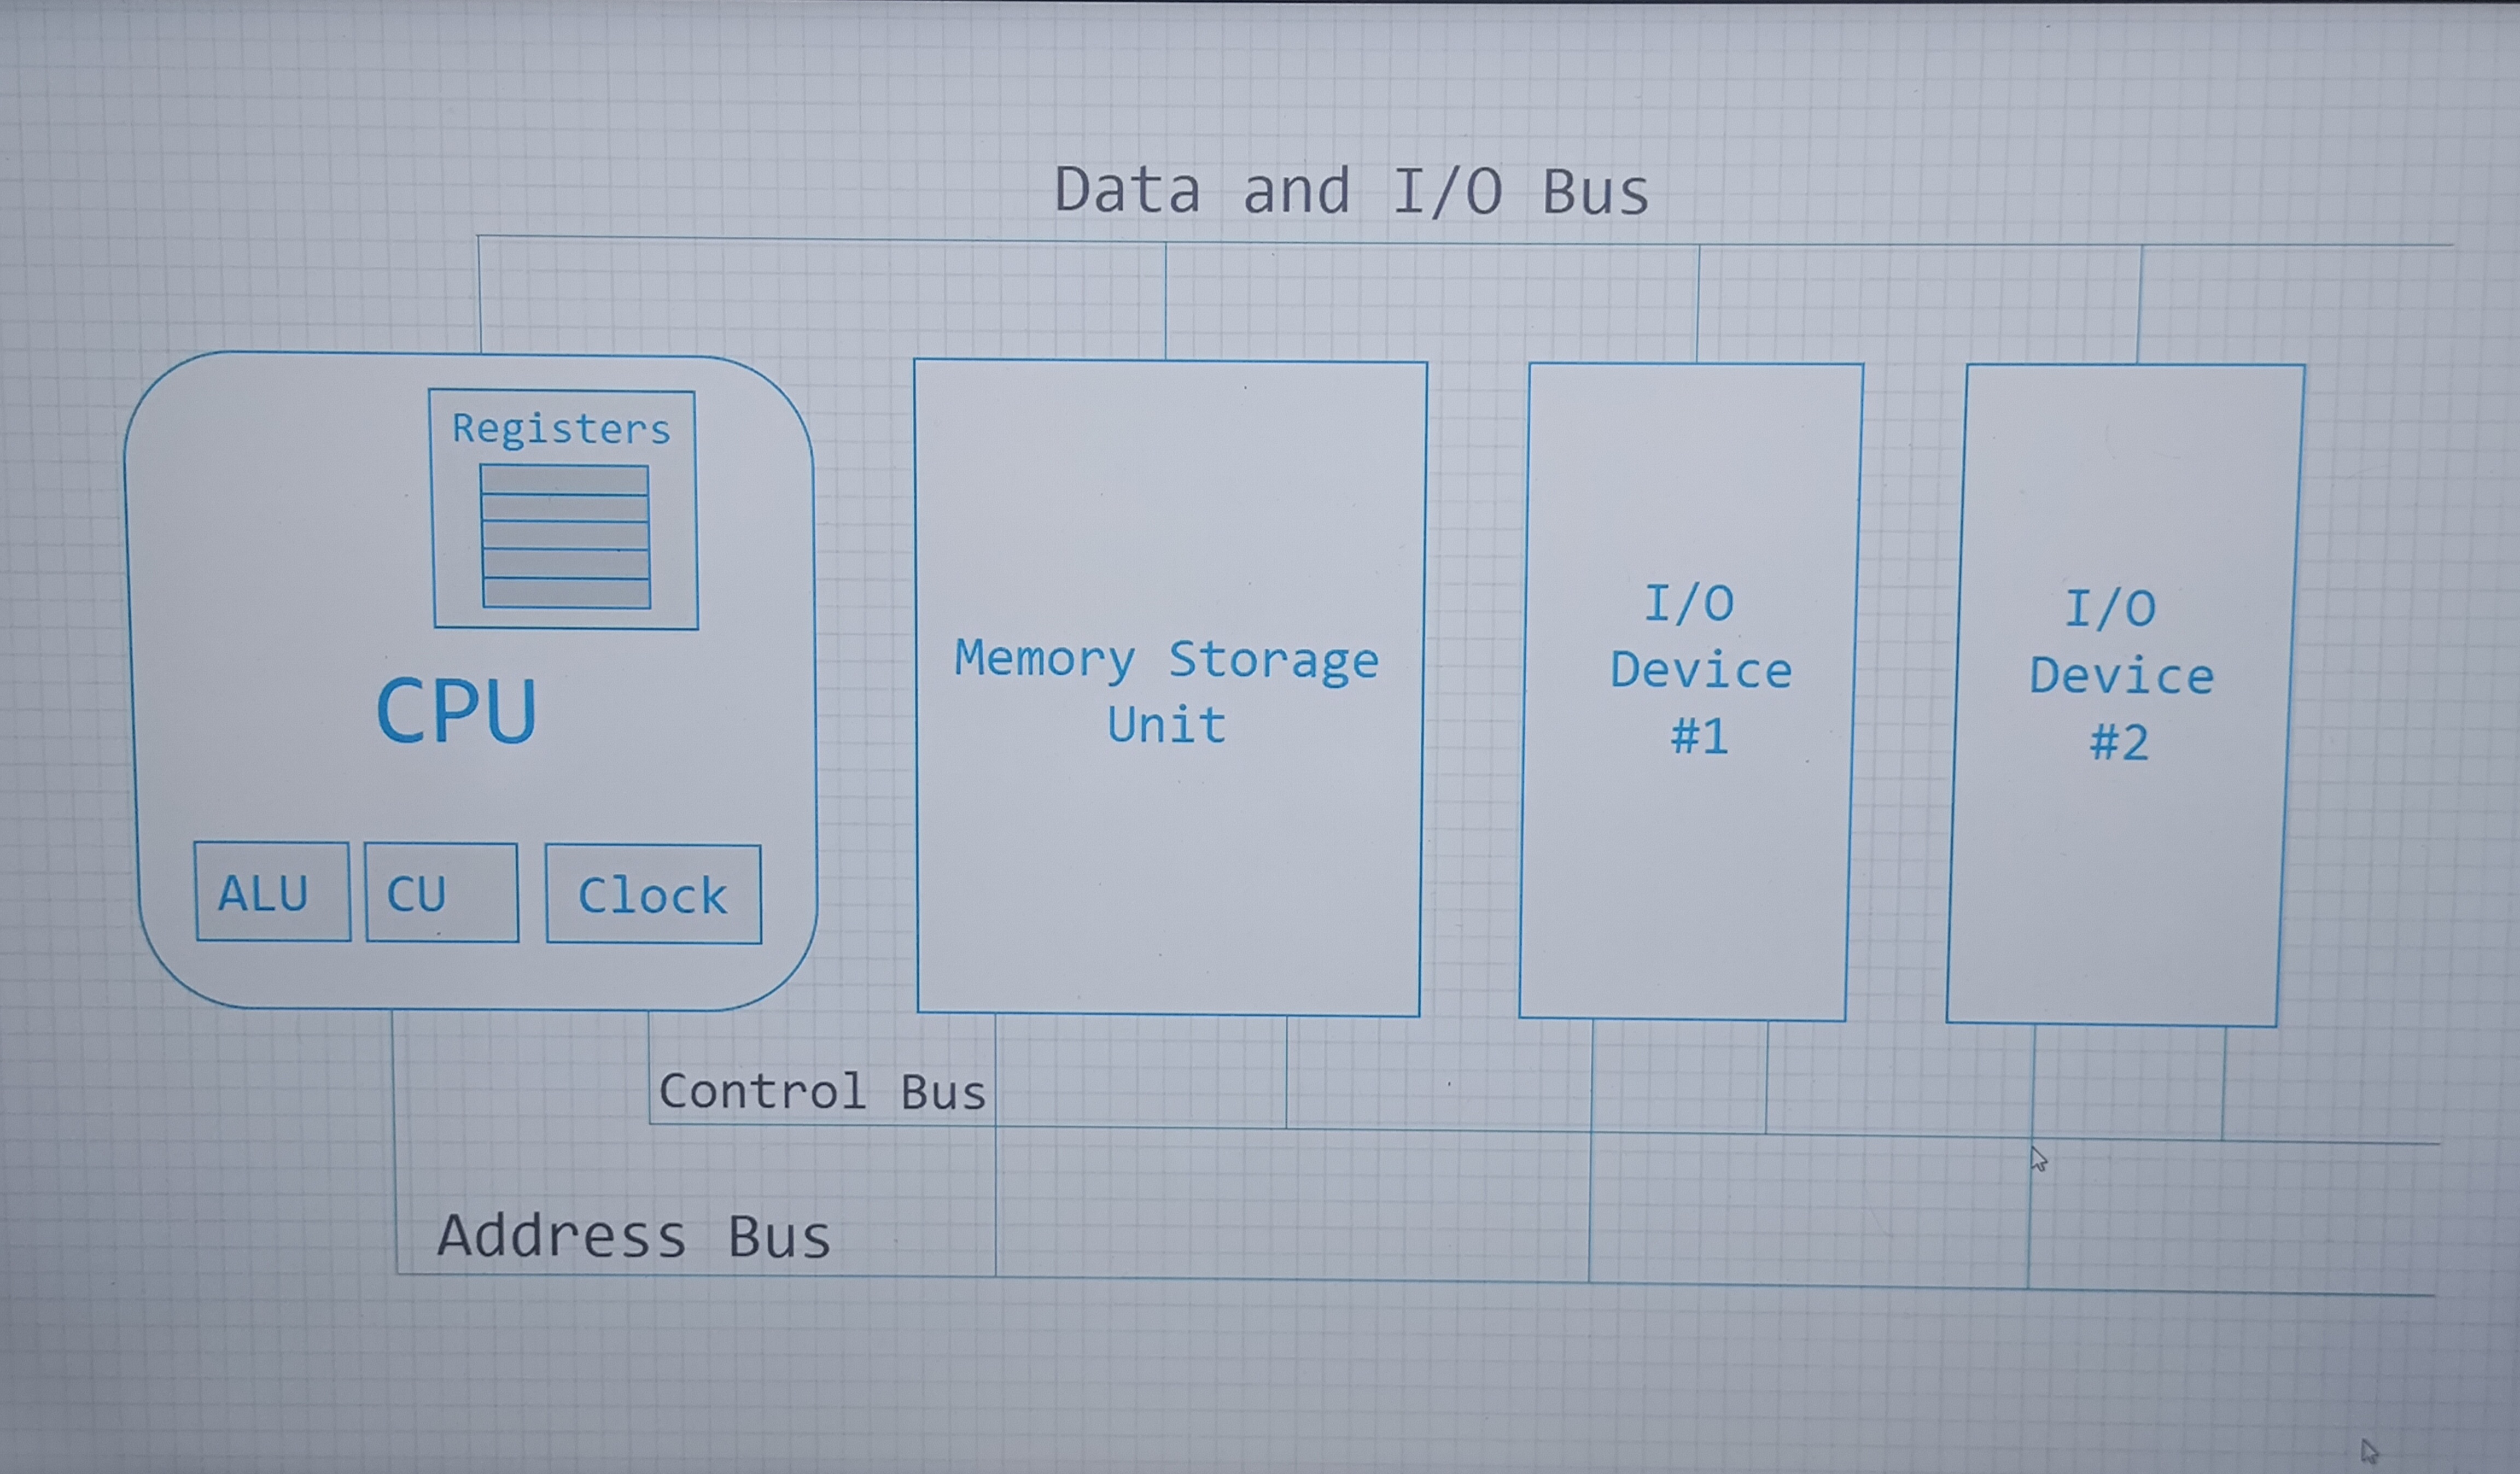 Data and I/O Bus
Registers
CPU
ALU
CU
Clock
Memory Storage
Unit
I/O
Device
#1
I/O
Device
#2
Control Bus
Address Bus